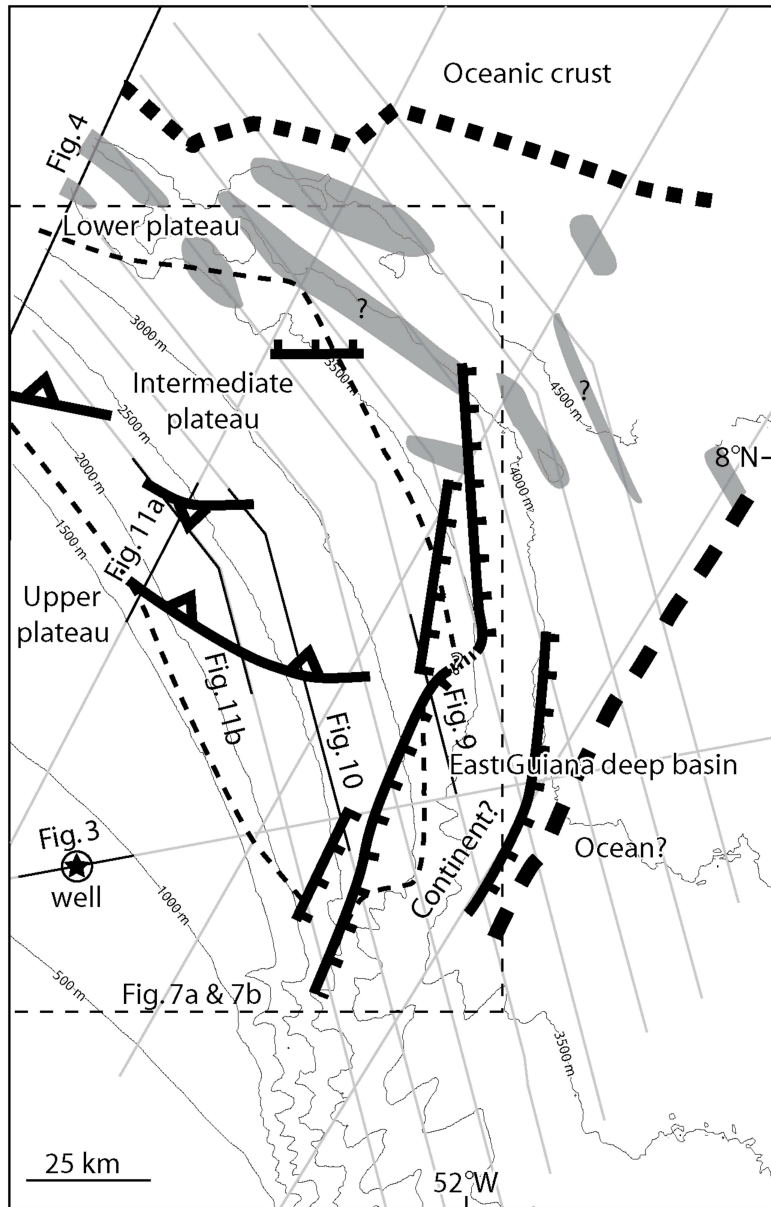 Oceanic crust
Fig. 4
Lower plateau
?
3000 m
3500 m
Intermediate
plateau
?
4500 m
2500 m
2000 m
4000 m
8°N
1500 m
Fig. 11a
Upper
plateau
Fig. 11b
?
Fig. 9
Fig. 10
East Guiana deep basin
Fig.3
well
Continent?
Ocean?
1000 m
Fig. 7a & 7b
500 m
3500 m
25 km
52°W